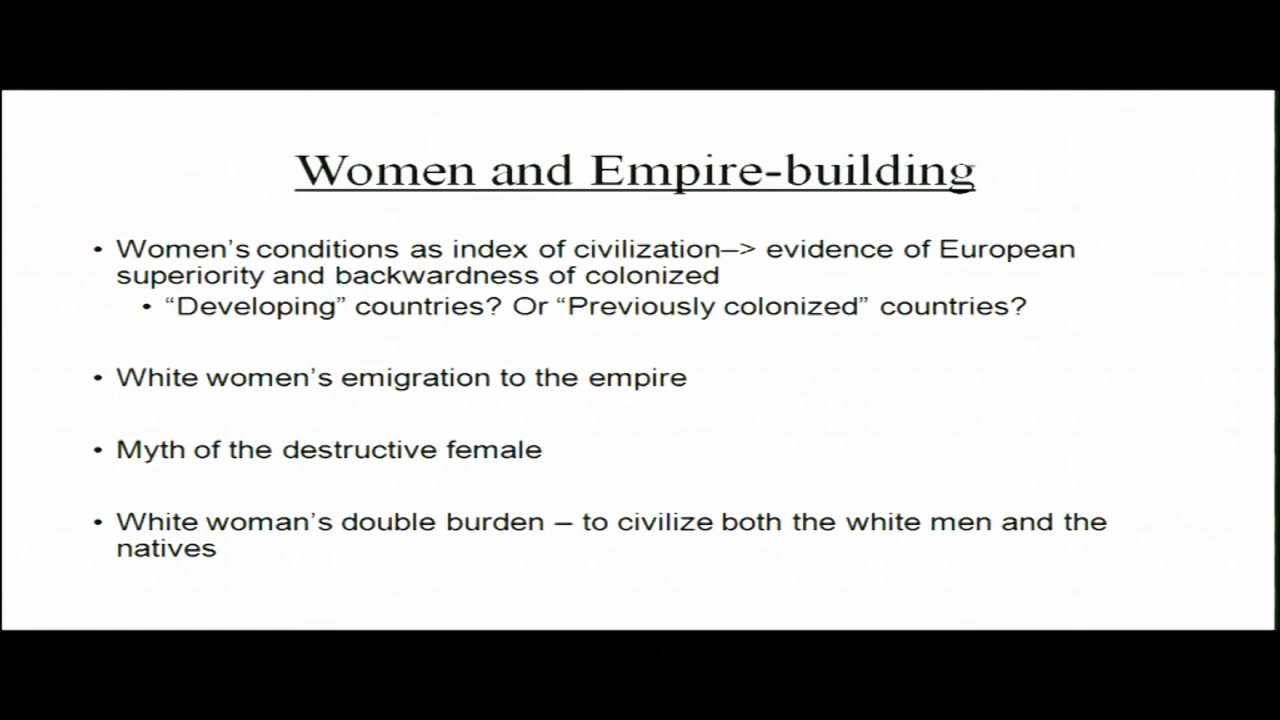 Women and Empire-building
• Women’s conditions as index of civilization–> evidence of European
superiority and backwardness of colonized
• “Developing” countries? Or “Previously colonized” countries?
• White women’s emigration to the empire
• Myth of the destructive female
• White woman’s double burden – to civilize both the white men and the
natives